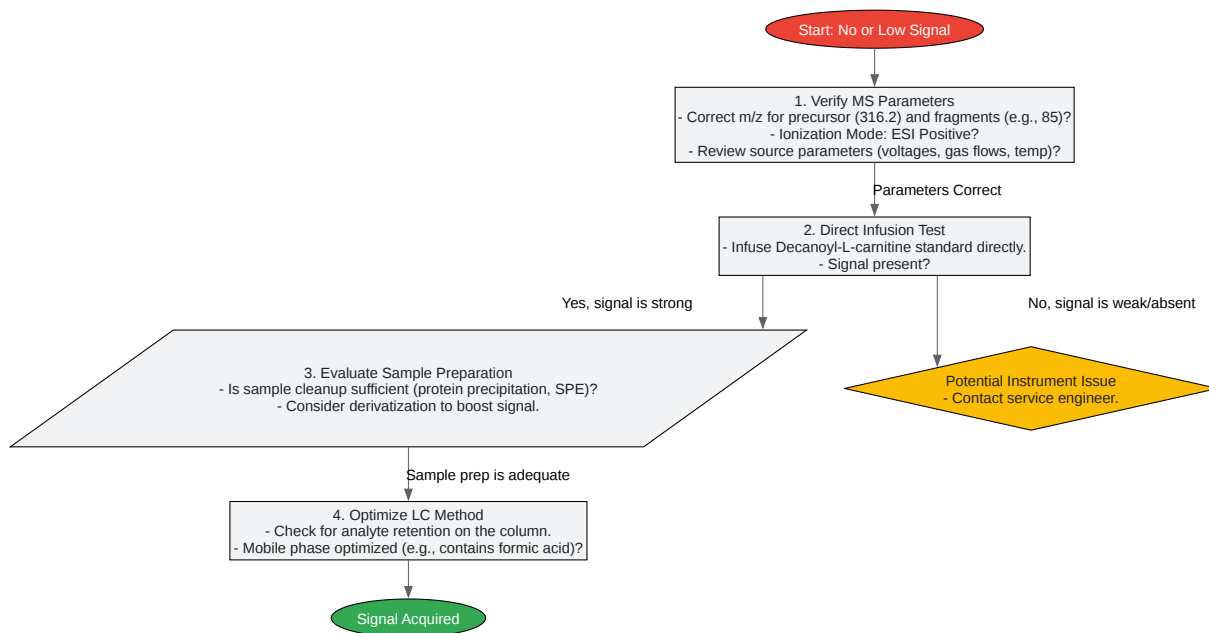 Start: No or Low Signal
1. Verify MS Parameters
- Correct m/z for precursor (316.2) and fragments (e.g., 85)?
- Ionization Mode: ESI Positive?
- Review source parameters (voltages, gas flows, temp)?
Parameters Correct
2. Direct Infusion Test
- Infuse Decanoyl-L-carnitine standard directly.
- Signal present?
Yes, signal is strong
No, signal is weak/absent
3. Evaluate Sample Preparation
- Is sample cleanup sufficient (protein precipitation, SPE)?
- Consider derivatization to boost signal.
Potential Instrument Issue
- Contact service engineer.
Sample prep is adequate
4. Optimize LC Method
- Check for analyte retention on the column.
- Mobile phase optimized (e.g., contains formic acid)?
Signal Acquired